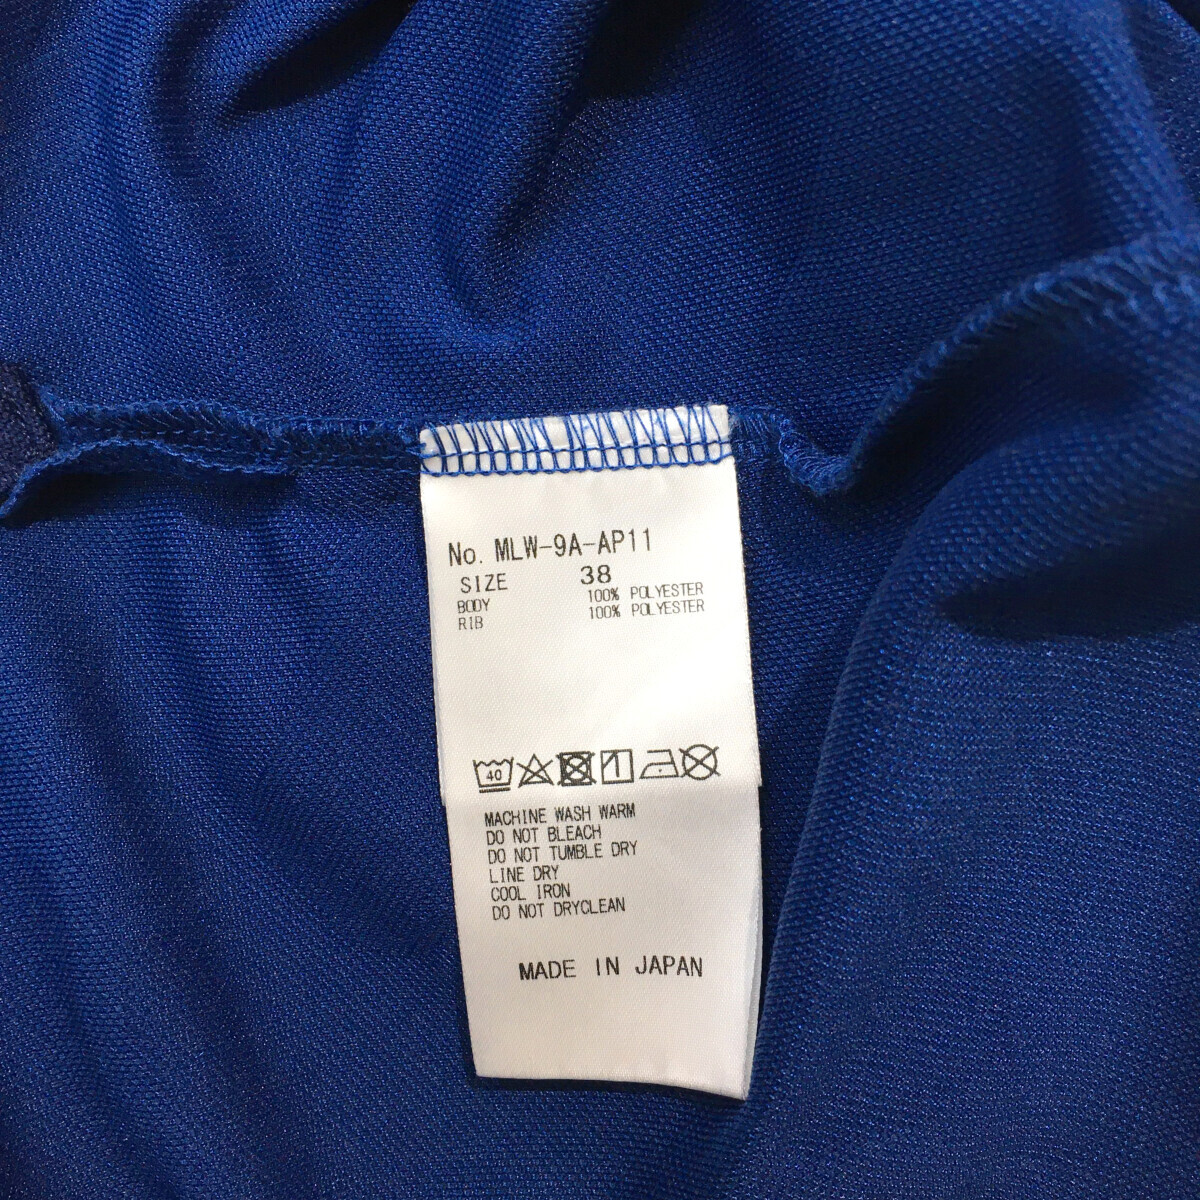 No. MLW-9A-AP11
SIZE 38
BODY 100% POLYESTER
RIB 100% POLYESTER
40
MACHINE WASH WARM
DO NOT BLEACH
DO NOT TUMBLE DRY
LINE DRY
COOL IRON
DO NOT DRYCLEAN
MADE IN JAPAN